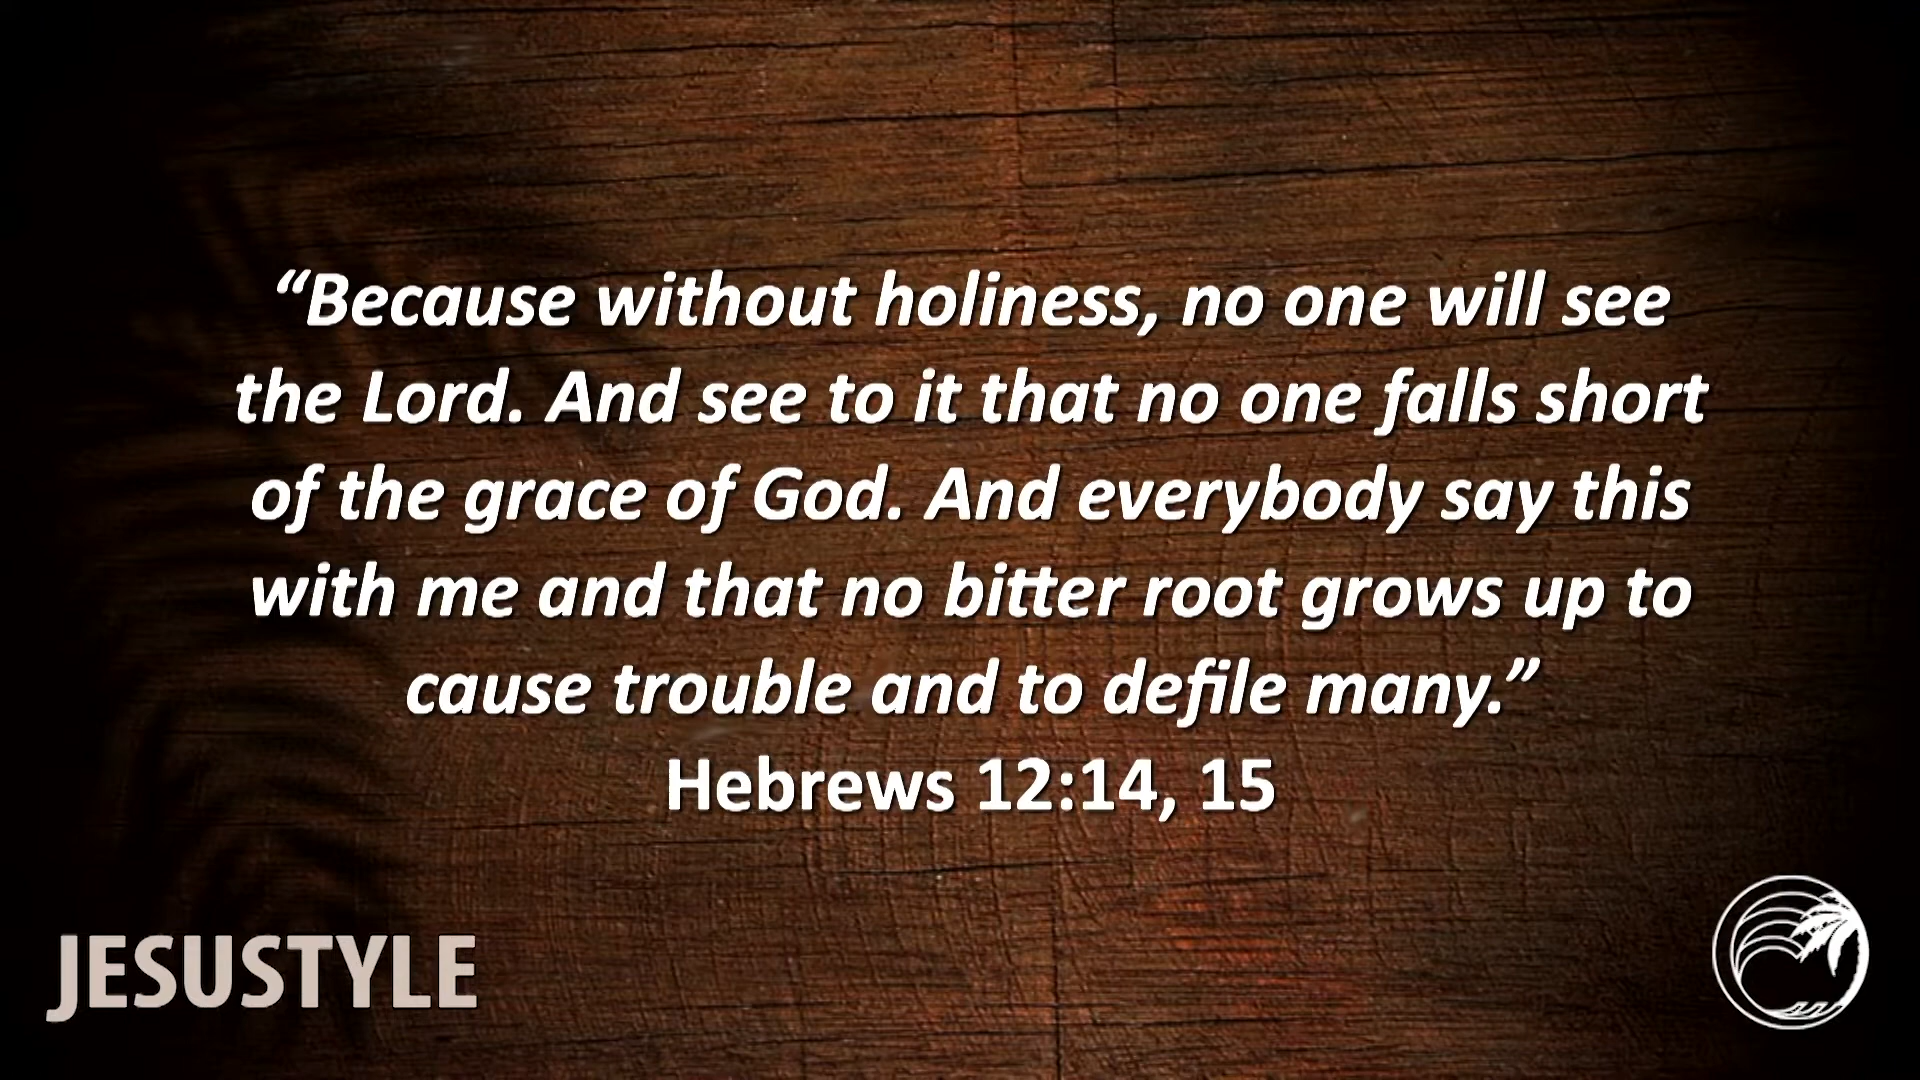 “Because without holiness, no one will see
the Lord. And see to it that no one falls short
of the grace of God. And everybody say this
with me and that no bitter root grows up to
cause trouble and to defile many.”
Hebrews 12:14, 15
JESUSTYLE